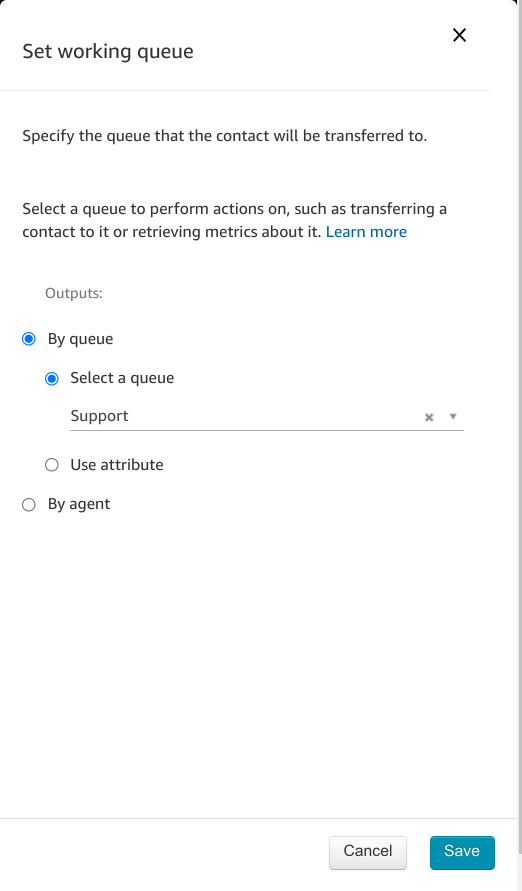 Set working queue
Specify the queue that the contact will be transferred to.
Select a queue to perform actions on, such as transferring a
contact to it or retrieving metrics about it. Learn more
Outputs:
By queue
Select a queue
Support
Use attribute
By agent
Cancel
Save